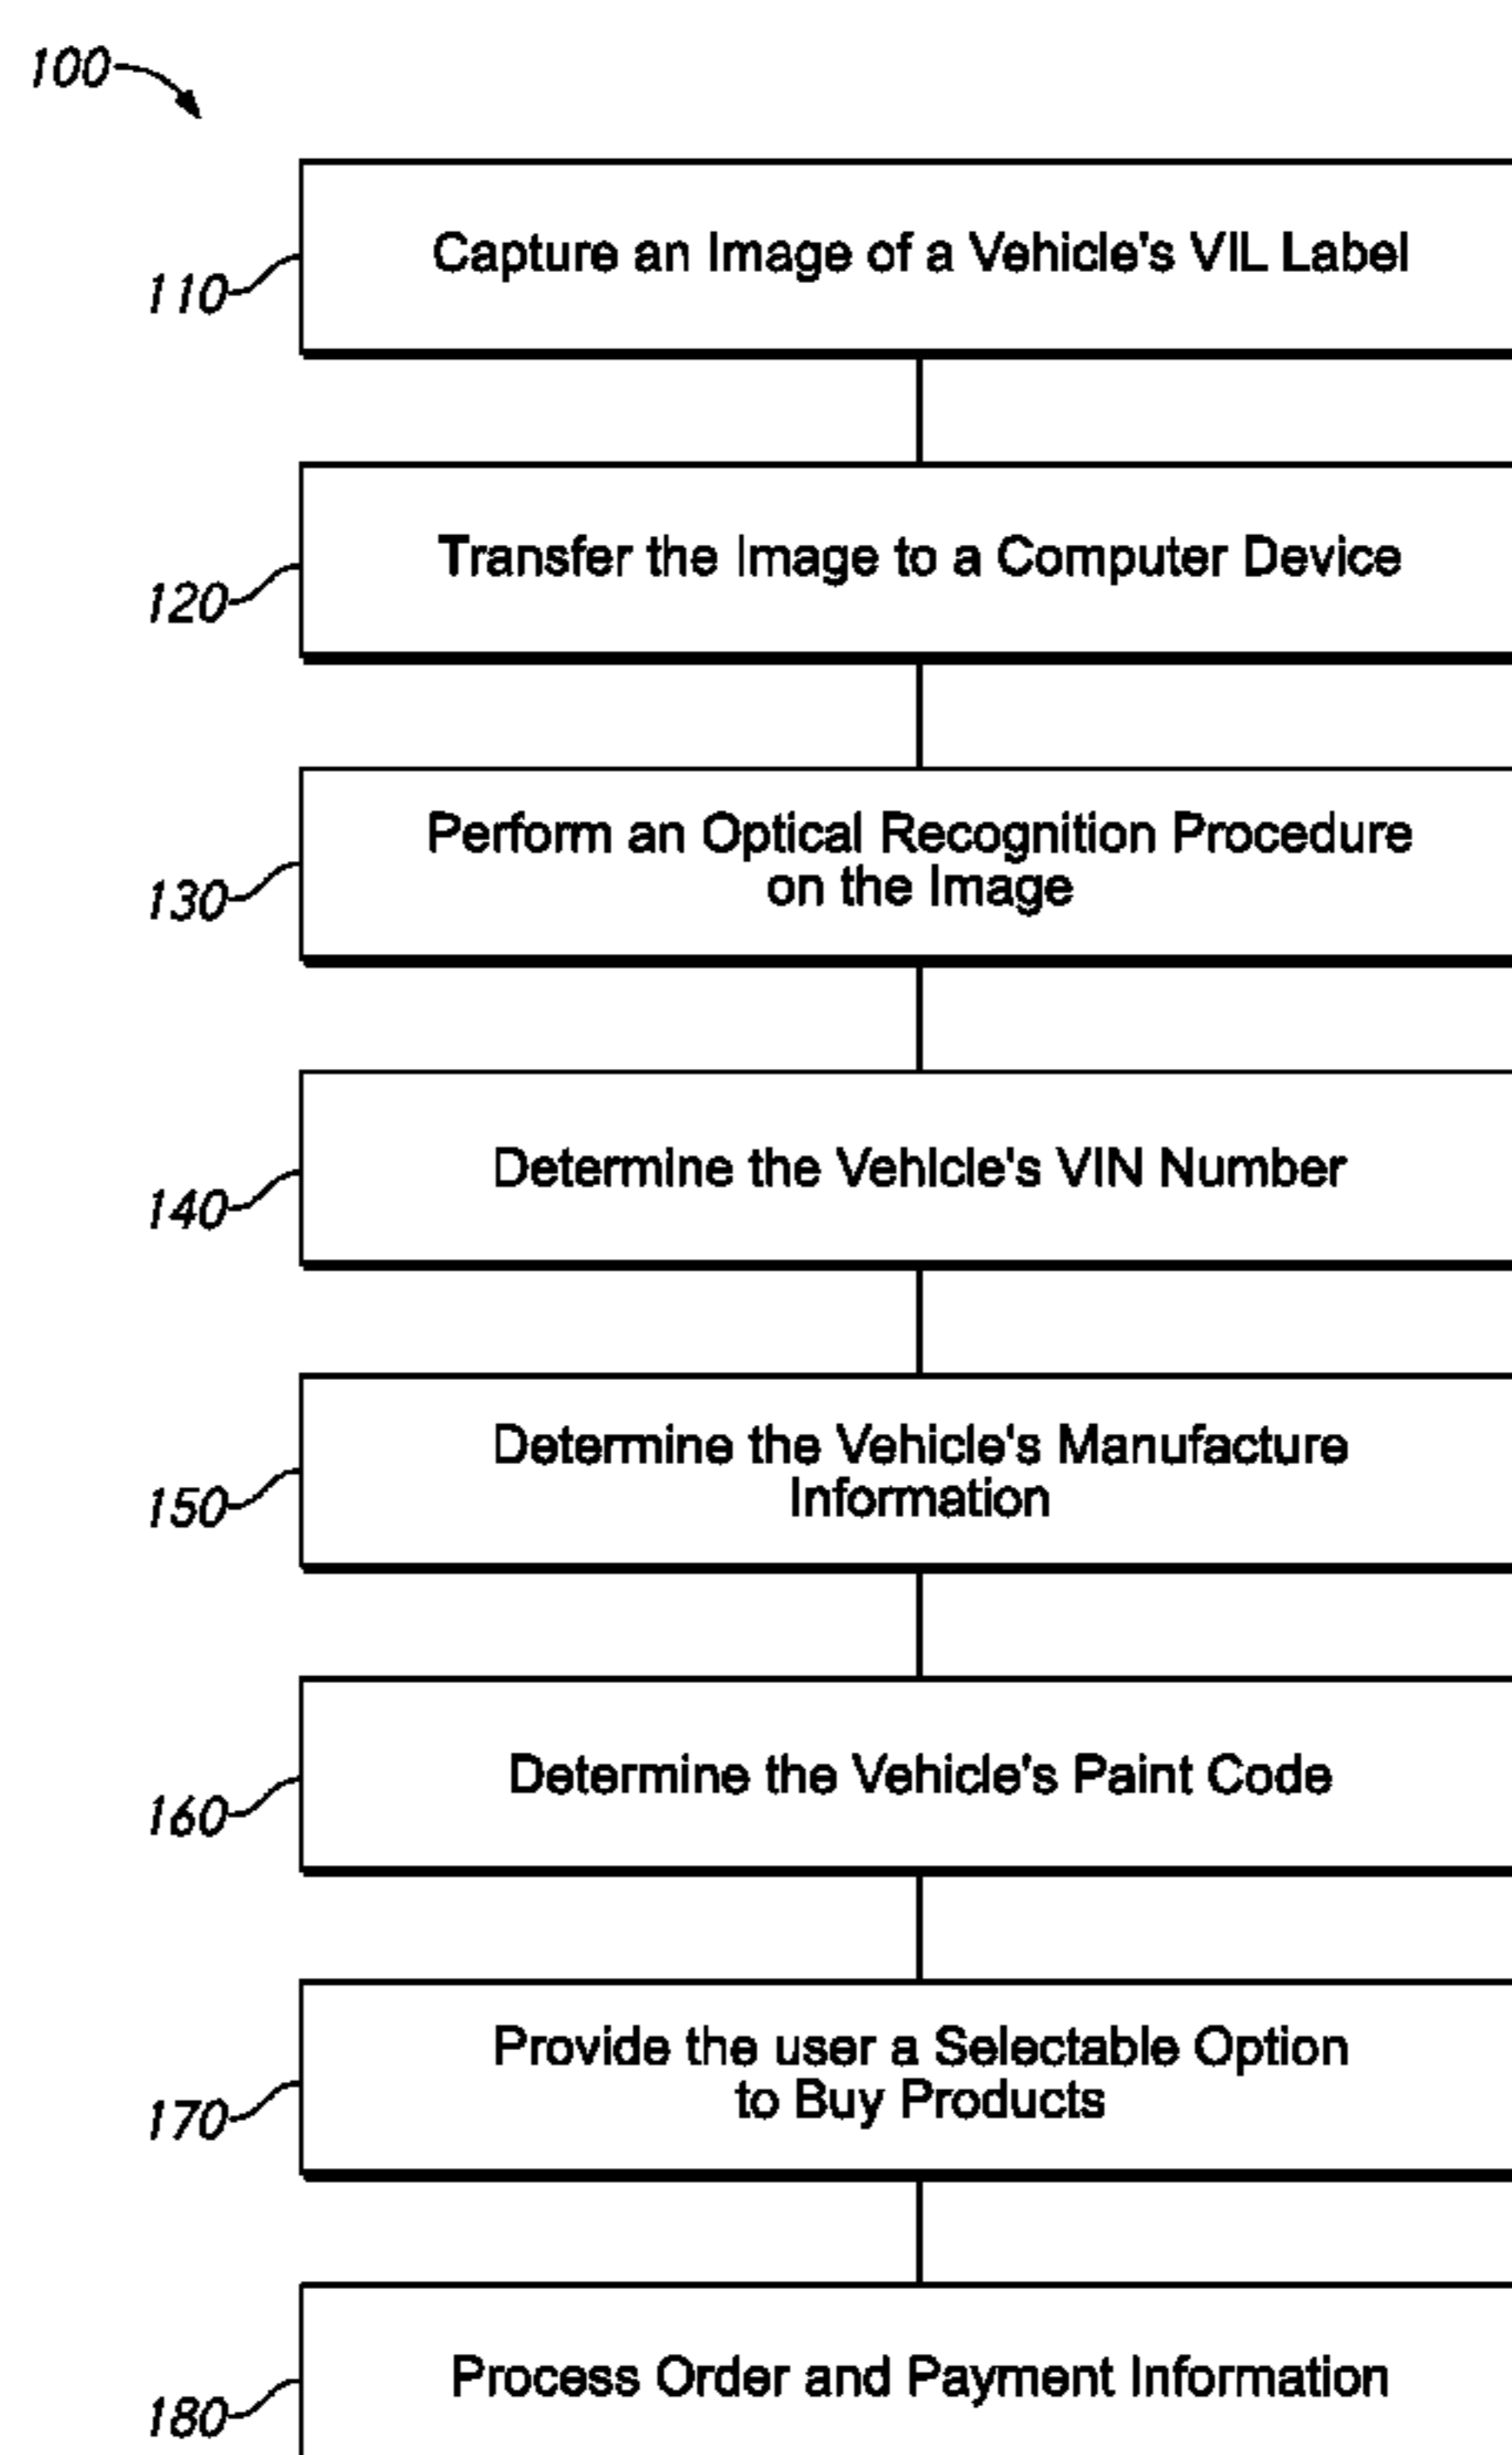 100
Capture an Image of a Vehicle's VIL Label
110
Transfer the Image to a Computer Device
120
Perform an Optical Recognition Procedure
on the Image
130
Determine the Vehicle's VIN Number
140
Determine the Vehicle's Manufacture
Information
150
Determine the Vehicle's Paint Code
160
Provide the user a Selectable Option
to Buy Products
170
Process Order and Payment Information
180